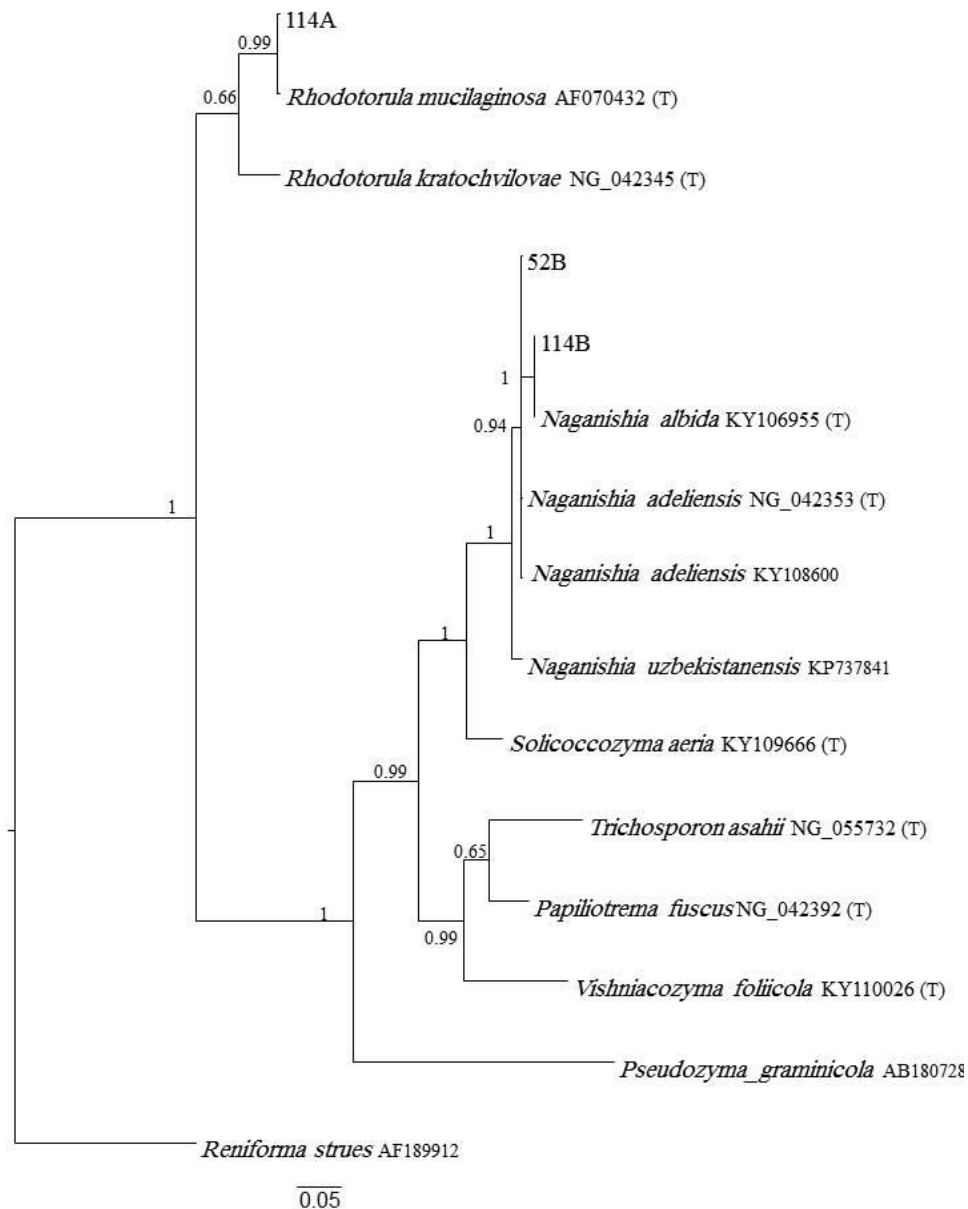 114A
0.99
Rhodotorula mucilaginosa AF070432 (T)
0.66
Rhodotorula kratochvilovae NG_042345 (T)
52B
114B
1
Naganishia albida KY106955 (T)
0.94
Naganishia adeliensis NG_042353 (T)
1
1
Naganishia adeliensis KY108600
1
Naganishia uzbekistanensis KP737841
Solicoccozyma aeria KY109666 (T)
0.99
Trichosporon asahii NG_055732 (T)
0.65
Papiliotrema fuscus NG_042392 (T)
1
0.99
Vishniacozyma foliicola KY110026 (T)
Pseudozyma_graminicola AB180728
Reniforma strues AF189912
0.05